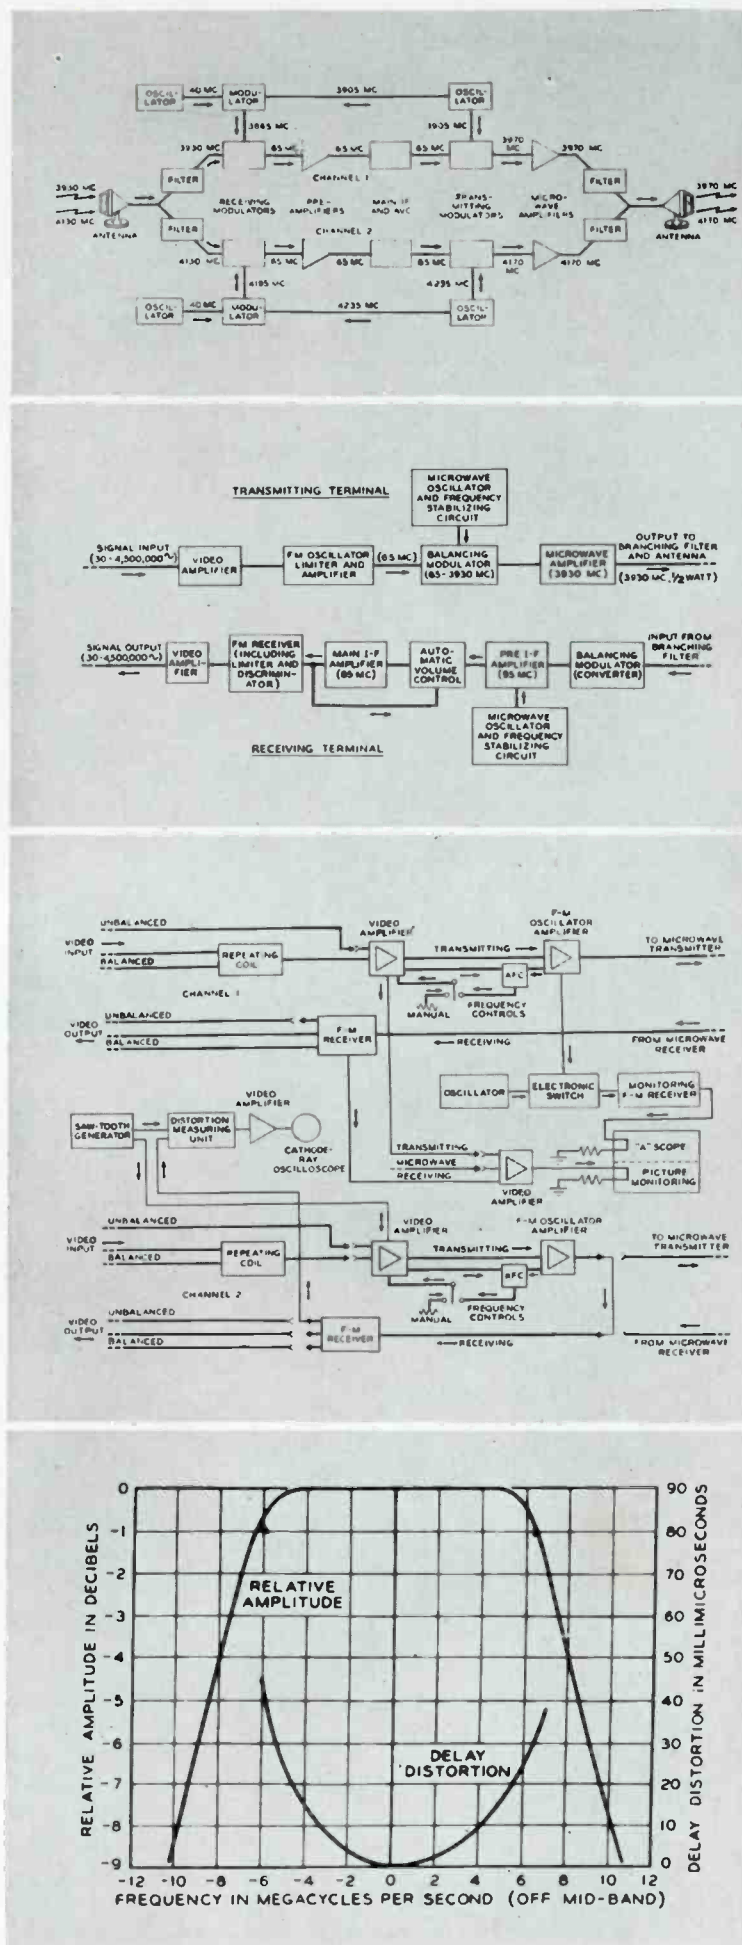 OSCIL-
LATOR
40 MC
MODU-
LATOR
3905 MC
OSCIL-
LATOR
3865 MC
3905 MC
3930 MC
65 MC
65 MC
65 MC
3970
MC
3970 MC
FILTER
CHANNEL 1
FILTER
3930 MC
4130 MC
ANTENNA
RECEIVING
MODULATORS
PRE-
AMPLIFIERS
MAIN IF
AND AVC
TRANS-
MITTING
MODULATORS
MICRO-
WAVE
AMPLIFIERS
3970 MC
4170 MC
ANTENNA
FILTER
CHANNEL 2
FILTER
4130 MC
65 MC
65 MC
65 MC
4170
MC
4170 MC
4195 MC
4235 MC
OSCIL-
LATOR
40 MC
MODU-
LATOR
4235 MC
OSCIL-
LATOR
TRANSMITTING TERMINAL
MICROWAVE
OSCILLATOR
AND FREQUENCY
STABILIZING
CIRCUIT
SIGNAL INPUT
(30-4,500,000~)
VIDEO
AMPLIFIER
FM OSCILLATOR
LIMITER AND
AMPLIFIER
(65 MC)
BALANCING
MODULATOR
(65-3930 MC)
MICROWAVE
AMPLIFIER
(3930 MC)
OUTPUT TO
BRANCHING FILTER
AND ANTENNA
(3930 MC, 1/2 WATT)
SIGNAL OUTPUT
(30-4,500,000~)
VIDEO
AMPLI-
FIER
FM RECEIVER
(INCLUDING
LIMITER AND
DISCRIMIN-
ATOR)
MAIN I-F
AMPLIFIER
(65 MC)
AUTO-
MATIC
VOLUME
CONTROL
PRE I-F
AMPLIFIER
(65 MC)
BALANCING
MODULATOR
(CONVERTER)
INPUT FROM
BRANCHING
FILTER
MICROWAVE
OSCILLATOR
AND FREQUENCY
STABILIZING
CIRCUIT
RECEIVING TERMINAL
UNBALANCED
VIDEO
INPUT
BALANCED
REPEATING
COIL
VIDEO
AMPLIFIER
TRANSMITTING
F-M
OSCILLATOR
AMPLIFIER
TO MICROWAVE
TRANSMITTER
AFC
MANUAL
FREQUENCY
CONTROLS
CHANNEL 1
UNBALANCED
VIDEO
OUTPUT
BALANCED
F-M
RECEIVER
RECEIVING
FROM MICROWAVE
RECEIVER
OSCILLATOR
ELECTRONIC
SWITCH
MONITORING
F-M RECEIVER
SAW-TOOTH
GENERATOR
DISTORTION
MEASURING
UNIT
VIDEO
AMPLIFIER
CATHODE-
RAY
OSCILLOSCOPE
TRANSMITTING
MICROWAVE
RECEIVING
VIDEO
AMPLIFIER
"A" SCOPE
PICTURE
MONITORING
UNBALANCED
VIDEO
INPUT
BALANCED
REPEATING
COIL
VIDEO
AMPLIFIER
TRANSMITTING
F-M OSCILLATOR
AMPLIFIER
TO MICROWAVE
TRANSMITTER
AFC
MANUAL
FREQUENCY
CONTROLS
CHANNEL 2
UNBALANCED
VIDEO
OUTPUT
BALANCED
F-M
RECEIVER
RECEIVING
FROM MICROWAVE
RECEIVER
RELATIVE AMPLITUDE IN DECIBELS
0
-1
-2
-3
-4
-5
-6
-7
-8
-9
RELATIVE
AMPLITUDE
DELAY
DISTORTION
90
80
70
60
50
40
30
20
10
0
DELAY DISTORTION IN MILLIMICROSECONDS
-12 -10 -8 -6 -4 -2 0 2 4 6 8 10 12
FREQUENCY IN MEGACYCLES PER SECOND (OFF MID-BAND)